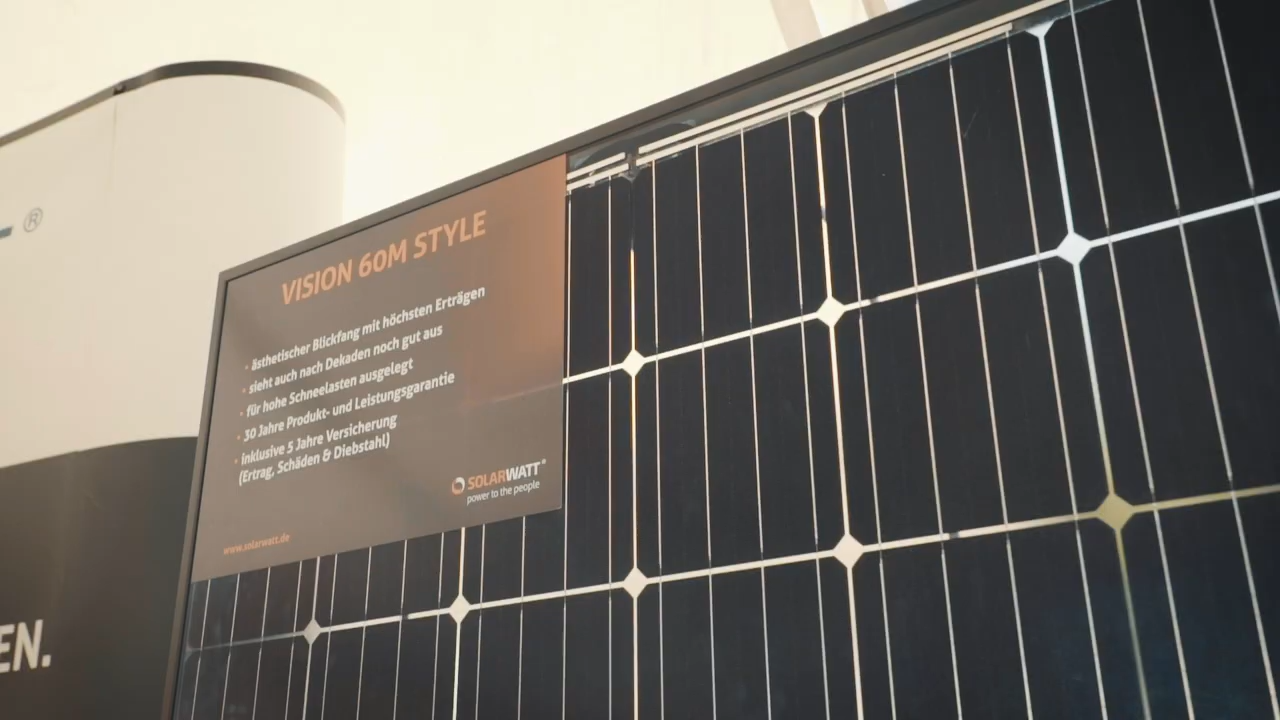 ®
VISION 60M STYLE
· ästhetischer Blickfang mit höchsten Erträgen
· sieht auch nach Dekaden noch gut aus
· für hohe Schneelasten ausgelegt
· 30 Jahre Produkt- und Leistungsgarantie
· inklusive 5 Jahre Versicherung
(Ertrag, Schäden & Diebstahl)
SOLARWATT®
power to the people
www.solarwatt.de
EN.